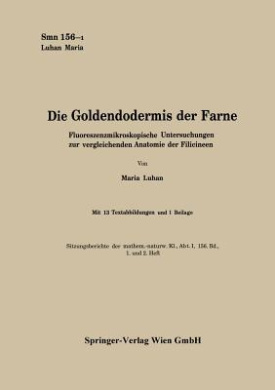 Smn 156-1
Luhan Maria
Die Goldendodermis der Farne
Fluoreszenzmikroskopische Untersuchungen
zur vergleichenden Anatomie der Filicineen
Von
Maria Luhan
Mit 13 Textabbildungen und 1 Beilage
Sitzungsberichte der mathem.-naturw. Kl., Abt. I, 156. Bd.,
1. und 2. Heft
Springer-Verlag Wien GmbH